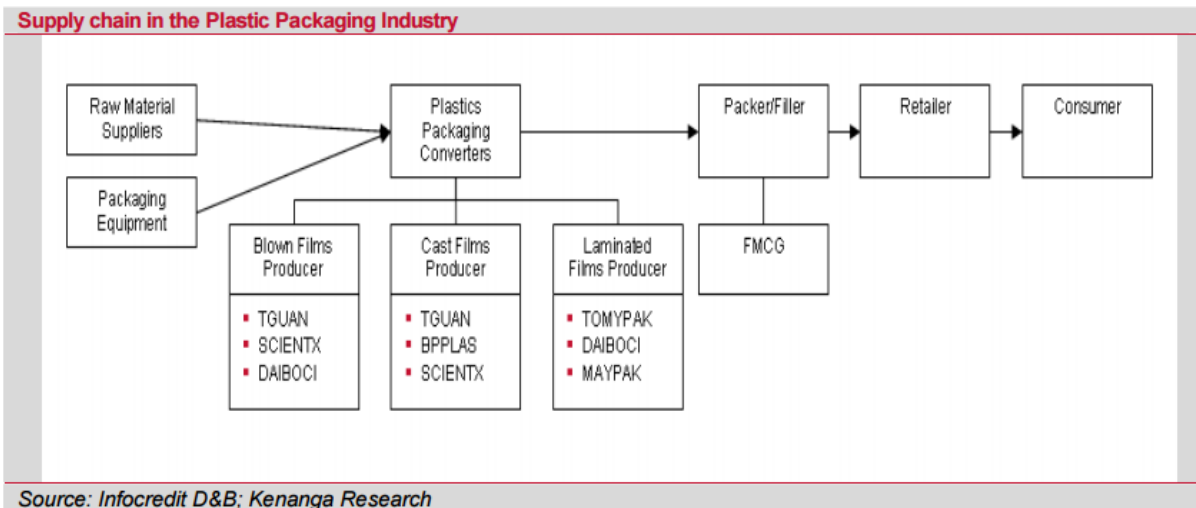 Supply chain in the Plastic Packaging Industry
Raw Material
Suppliers
Packaging
Equipment
Plastics
Packaging
Converters
Packer/Filler
Retailer
Consumer
Blown Films
Producer
TGUAN
SCIENTX
DAIBOCI
Cast Films
Producer
TGUAN
BPPLAS
SCIENTX
Laminated
Films Producer
TOMYPAK
DAIBOCI
MAYPAK
FMCG
Source: Infocredit D&B; Kenanga Research